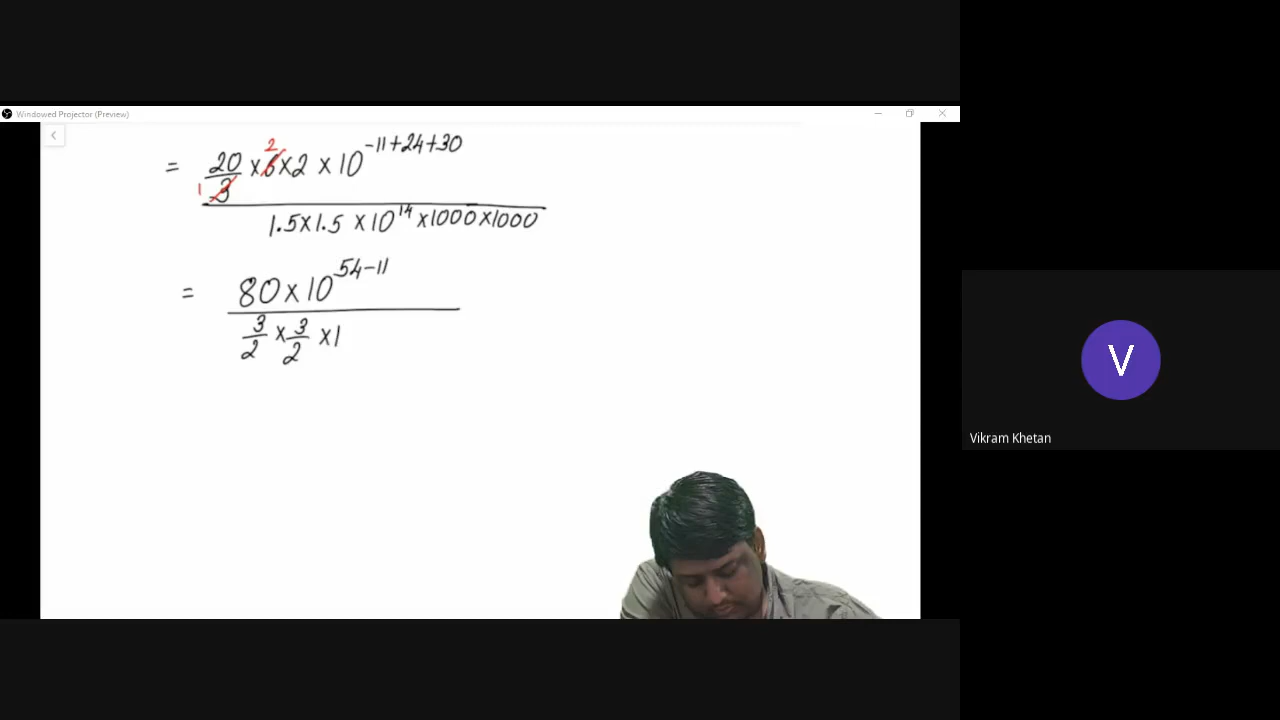 Windowed Projector (Preview)
= 20/3 × 6 × 2 × 10^-11+24+30
2
1
1.5×1.5 ×10^14 ×1000×1000
= 80×10^54-11
3/2 × 3/2 ×1
V
Vikram Khetan